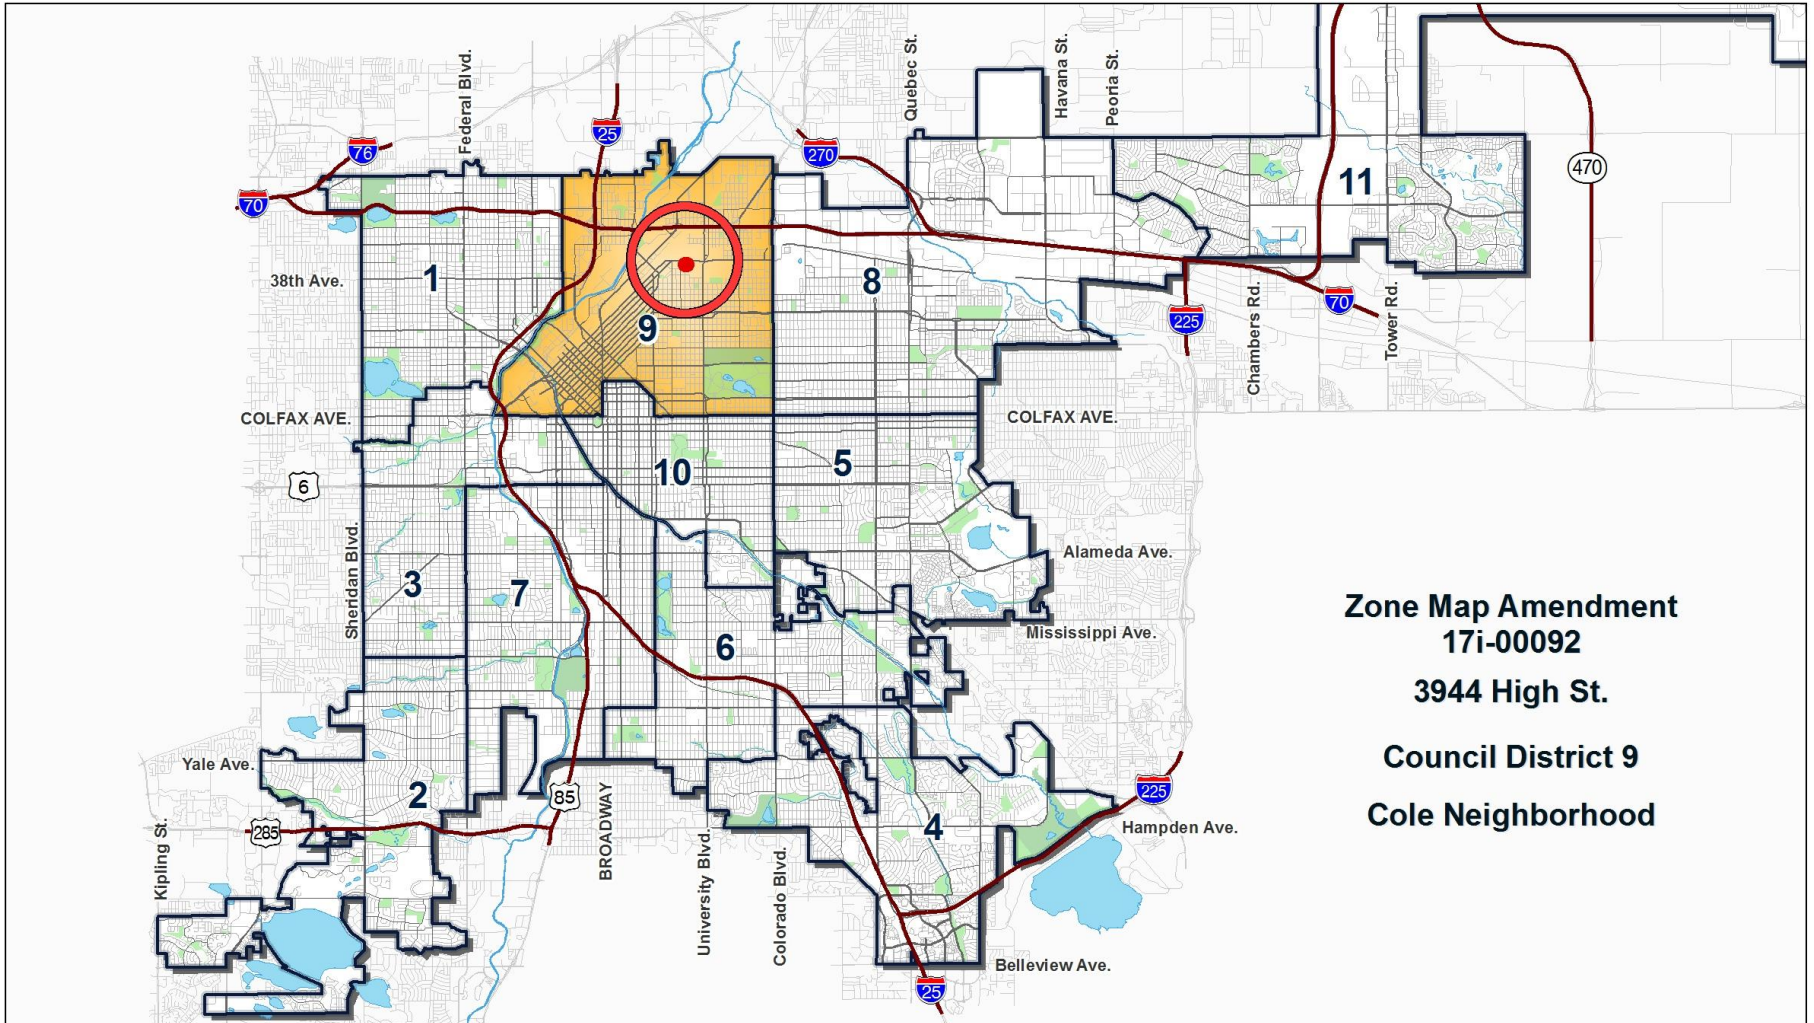 Federal Blvd.
Quebec St.
Havana St.
Peoria St.
25
76
270
470
70
11
38th Ave.
1
8
9
225
70
Chambers Rd.
Tower Rd.
COLFAX AVE.
COLFAX AVE.
10
5
6
Sheridan Blvd.
Alameda Ave.
3
7
6
Mississippi Ave.
Zone Map Amendment
17i-00092
3944 High St.
Council District 9
Cole Neighborhood
Yale Ave.
2
85
225
285
4
Hampden Ave.
Kipling St.
BROADWAY
University Blvd.
Colorado Blvd.
Belleview Ave.
25